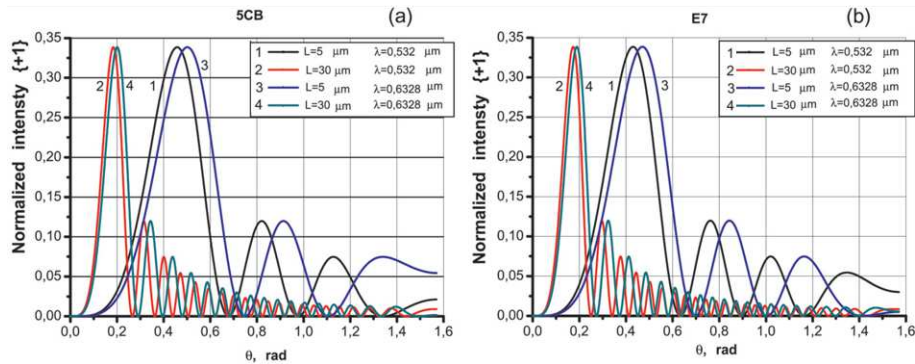 5CB (a)
Normalized intensty {+1}
0,35
0,30
0,25
0,20
0,15
0,10
0,05
0,00
0,0 0,2 0,4 0,6 0,8 1,0 1,2 1,4 1,6
θ, rad
1 L=5 μm λ=0,532 μm
2 L=30 μm λ=0,532 μm
3 L=5 μm λ=0,6328 μm
4 L=30 μm λ=0,6328 μm
2 4 1 3
E7 (b)
Normalized intensty {+1}
0,35
0,30
0,25
0,20
0,15
0,10
0,05
0,00
0,0 0,2 0,4 0,6 0,8 1,0 1,2 1,4 1,6
θ, rad
1 L=5 μm λ=0,532 μm
2 L=30 μm λ=0,532 μm
3 L=5 μm λ=0,6328 μm
4 L=30 μm λ=0,6328 μm
2 4 1 3